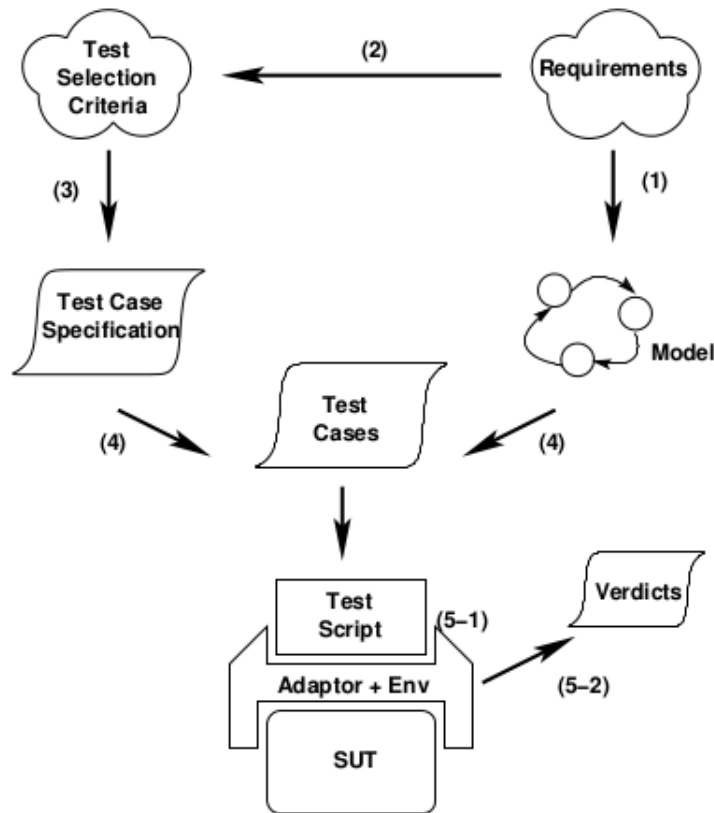 Test
Selection
Criteria
(2)
Requirements
(3)
(1)
Test Case
Specification
Model
Test
Cases
(4)
(4)
Test
Script
(5-1)
Verdicts
Adaptor + Env
(5-2)
SUT